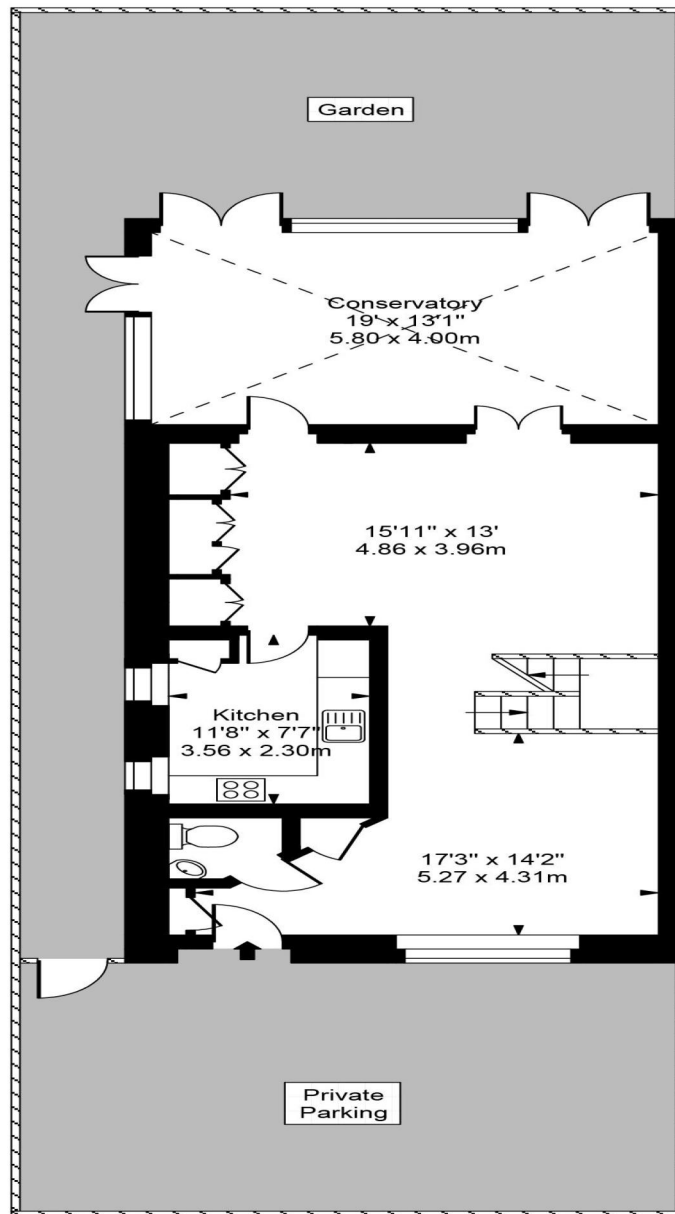 Garden
Conservatory
19' x 13'1"
5.80 x 4.00m
15'11" x 13'
4.86 x 3.96m
Kitchen
11'8" x 7'7"
3.56 x 2.30m
17'3" x 14'2"
5.27 x 4.31m
Private
Parking